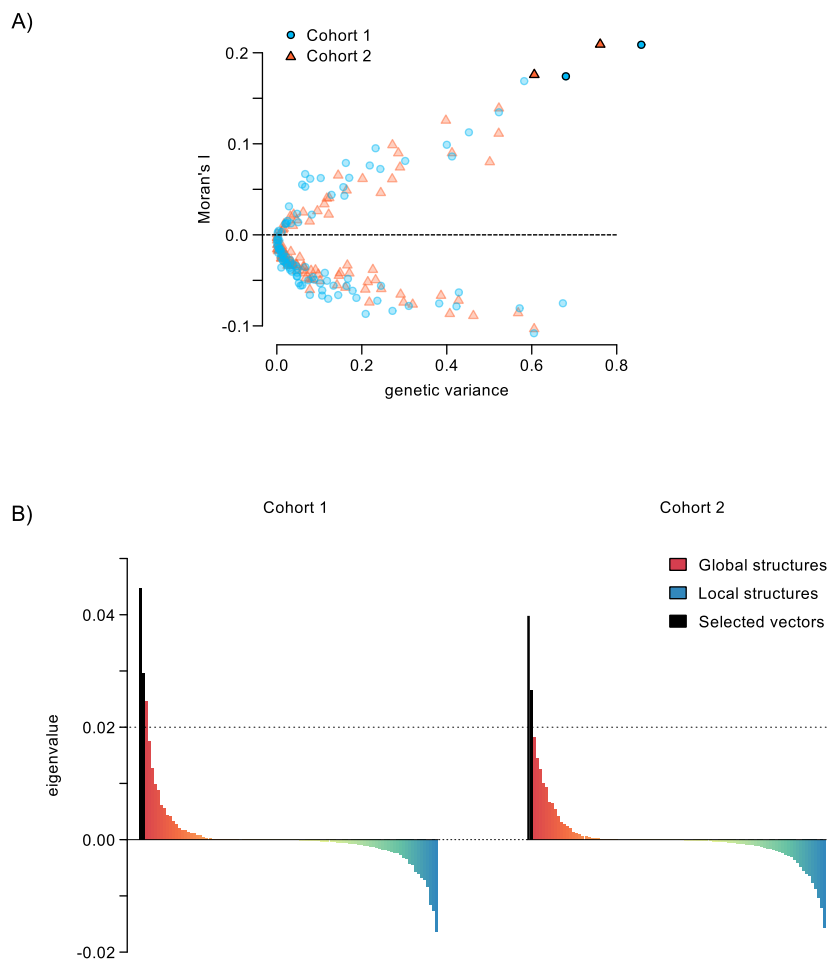 A)
Cohort 1
Cohort 2
0.2
0.1
0.0
-0.1
Moran's I
0.0 0.2 0.4 0.6 0.8
genetic variance
B)
Cohort 1 Cohort 2
Global structures
Local structures
Selected vectors
0.04
0.02
0.00
-0.02
eigenvalue